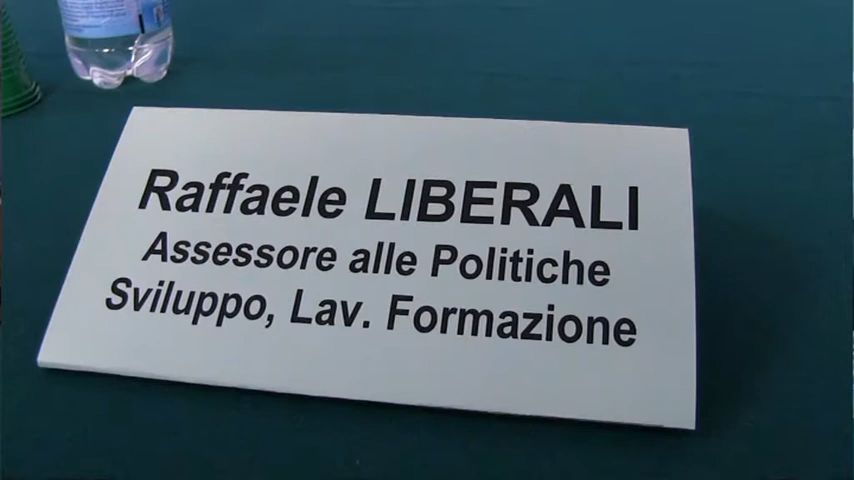 Raffaele LIBERALI
Assessore alle Politiche
Sviluppo, Lav. Formazione